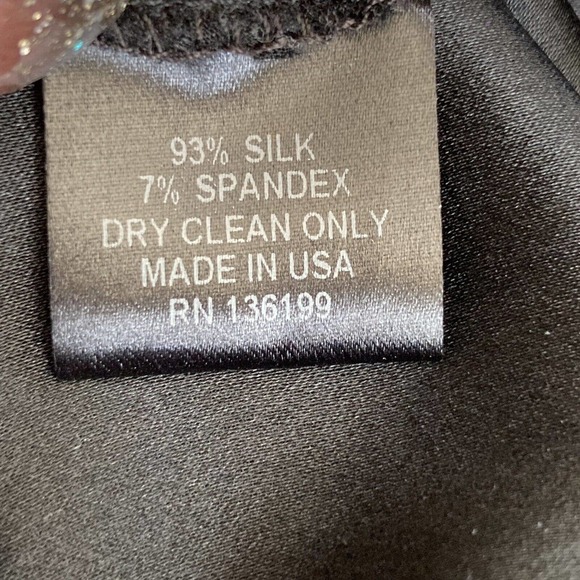 93% SILK
7% SPANDEX
DRY CLEAN ONLY
MADE IN USA
RN 136199